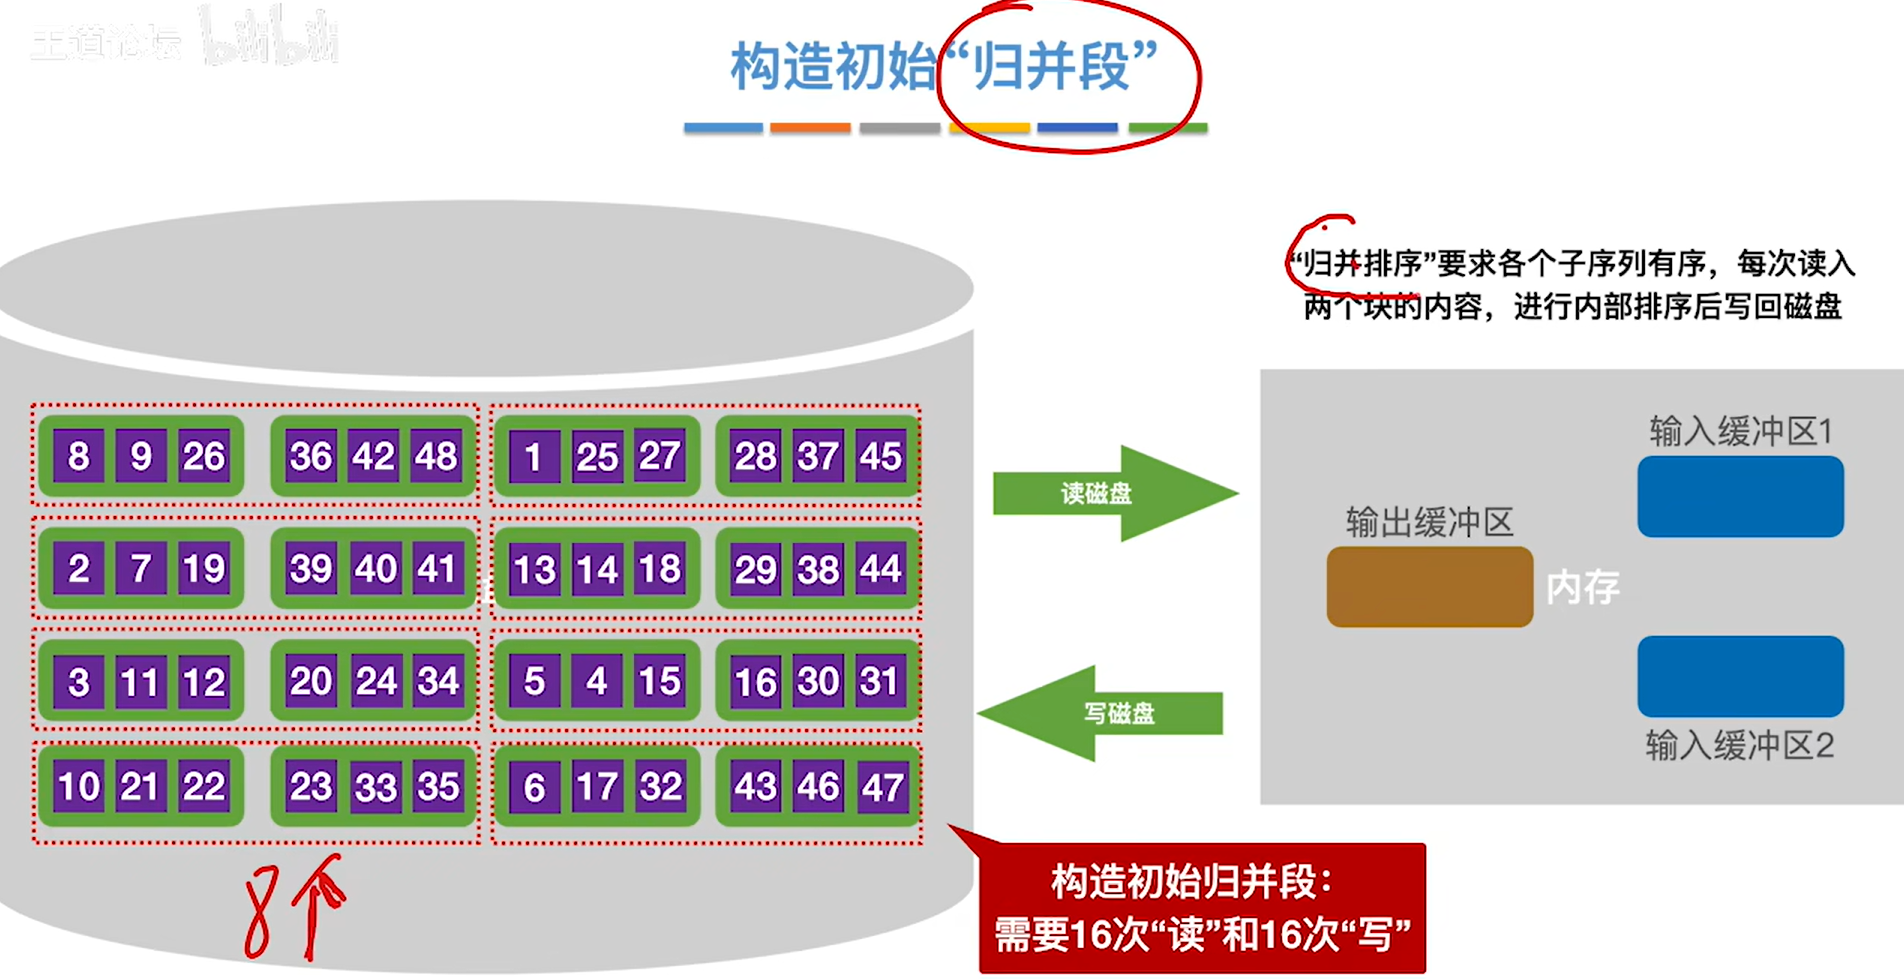 王道论坛 bilibili
构造初始“归并段”
“归并排序”要求各个子序列有序，每次读入
两个块的内容，进行内部排序后写回磁盘
8 9 26 36 42 48 1 25 27 28 37 45
2 7 19 39 40 41 13 14 18 29 38 44
3 11 12 20 24 34 5 4 15 16 30 31
10 21 22 23 33 35 6 17 32 43 46 47
读磁盘
写磁盘
输入缓冲区1
输出缓冲区
内存
输入缓冲区2
8个
构造初始归并段：
需要16次“读”和16次“写”